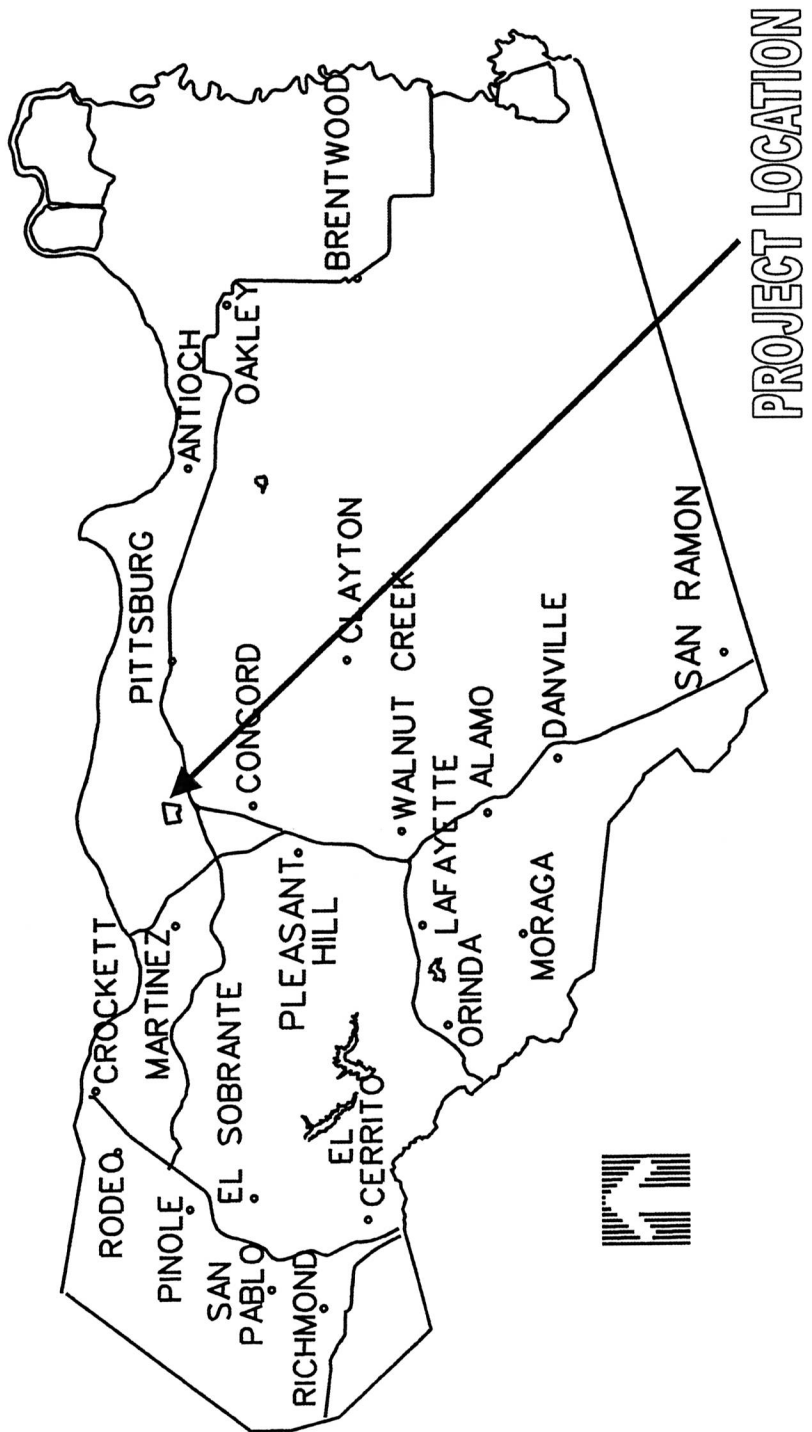 CROCKETT
RODEO
MARTINEZ
PINOLE
EL SOBRANTE
SAN
PABLO
RICHMOND
EL
CERRITO
PLEASANT
HILL
PITTSBURG
ANTIOCH
OAKLEY
BRENTWOOD
CONCORD
CLAYTON
WALNUT CREEK
LAFAYETTE
ORINDA
MORAGA
ALAMO
DANVILLE
SAN RAMON
PROJECT LOCATION